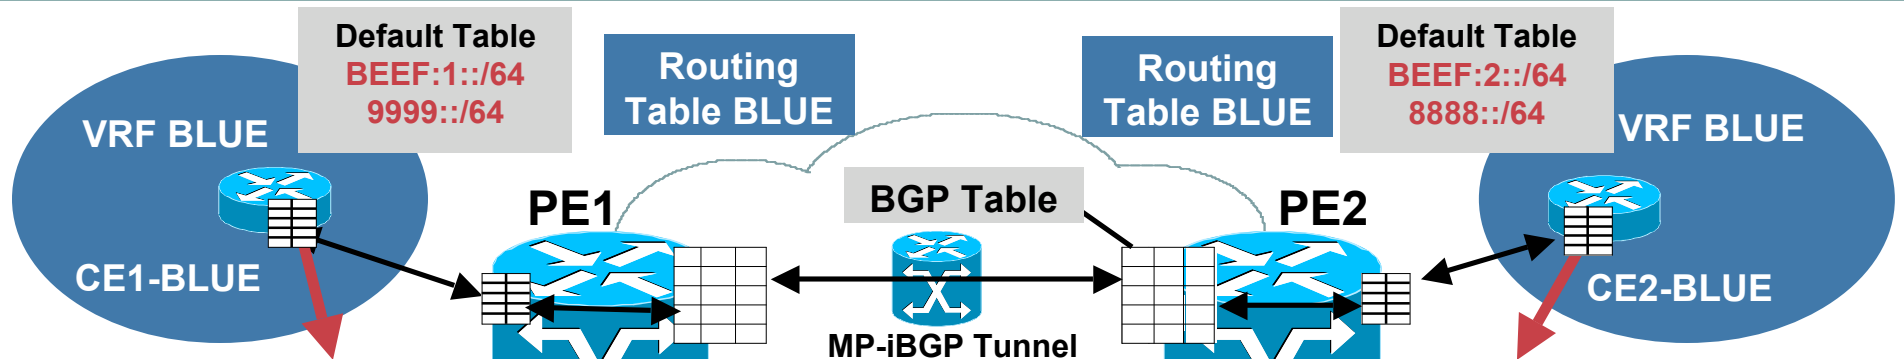 Default Table
BEEF:1::/64
9999::/64
Routing
Table BLUE
Routing
Table BLUE
Default Table
BEEF:2::/64
8888::/64
VRF BLUE
VRF BLUE
PE1
BGP Table
PE2
CE1-BLUE
CE2-BLUE
MP-iBGP Tunnel